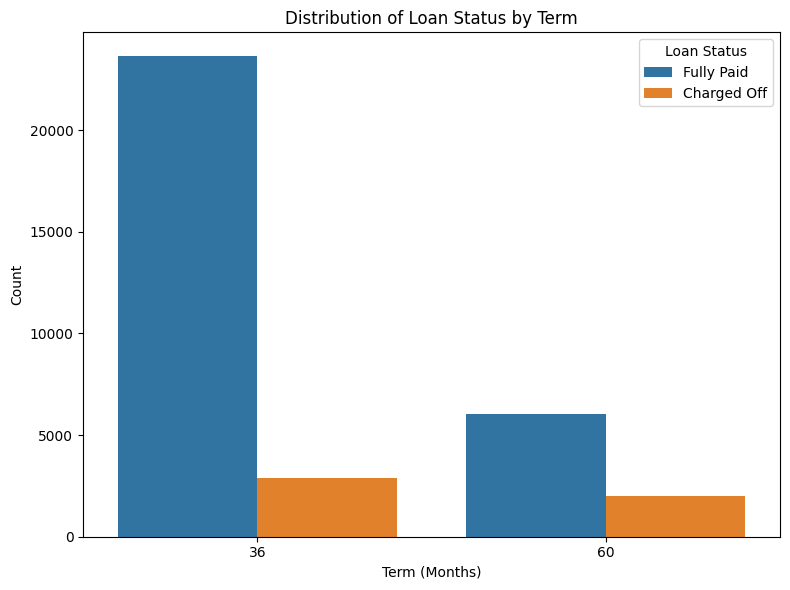 Distribution of Loan Status by Term
Loan Status
Fully Paid
Charged Off
20000
15000
10000
5000
0
Count
36
60
Term (Months)